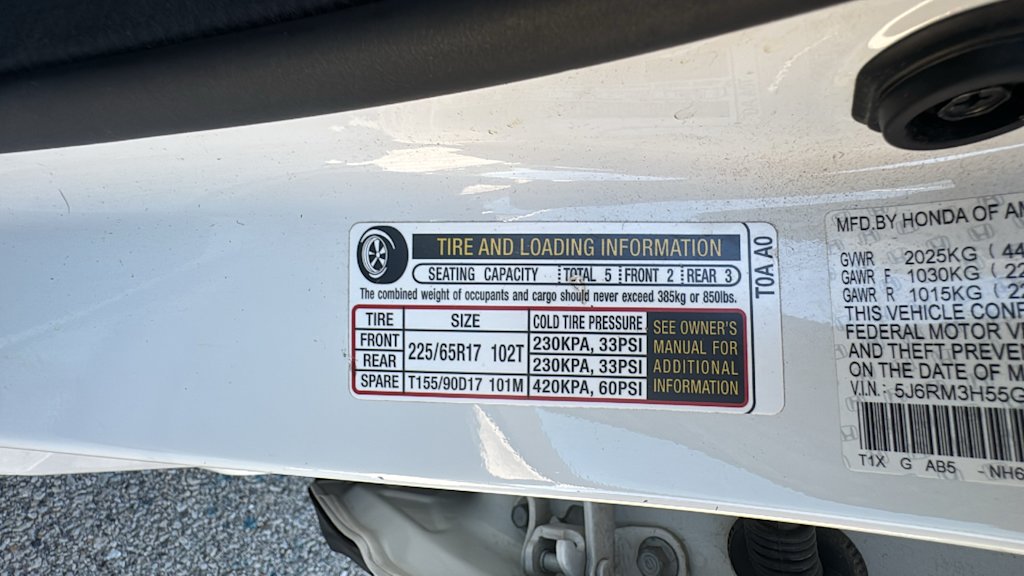 TIRE AND LOADING INFORMATION
SEATING CAPACITY TOTAL 5 FRONT 2 REAR 3
The combined weight of occupants and cargo should never exceed 385kg or 850lbs.
TIRE SIZE COLD TIRE PRESSURE
FRONT 225/65R17 102T 230KPA, 33PSI
REAR 230KPA, 33PSI
SPARE T155/90D17 101M 420KPA, 60PSI
SEE OWNER'S
MANUAL FOR
ADDITIONAL
INFORMATION
T0A A0
MFD.BY HONDA OF AM
GVWR 2025KG (44
GAWR F 1030KG (22
GAWR R 1015KG (22
THIS VEHICLE CONF
FEDERAL MOTOR V
AND THEFT PREVEN
ON THE DATE OF M
V.I.N.: 5J6RM3H55G
T1X G AB5 -NH6